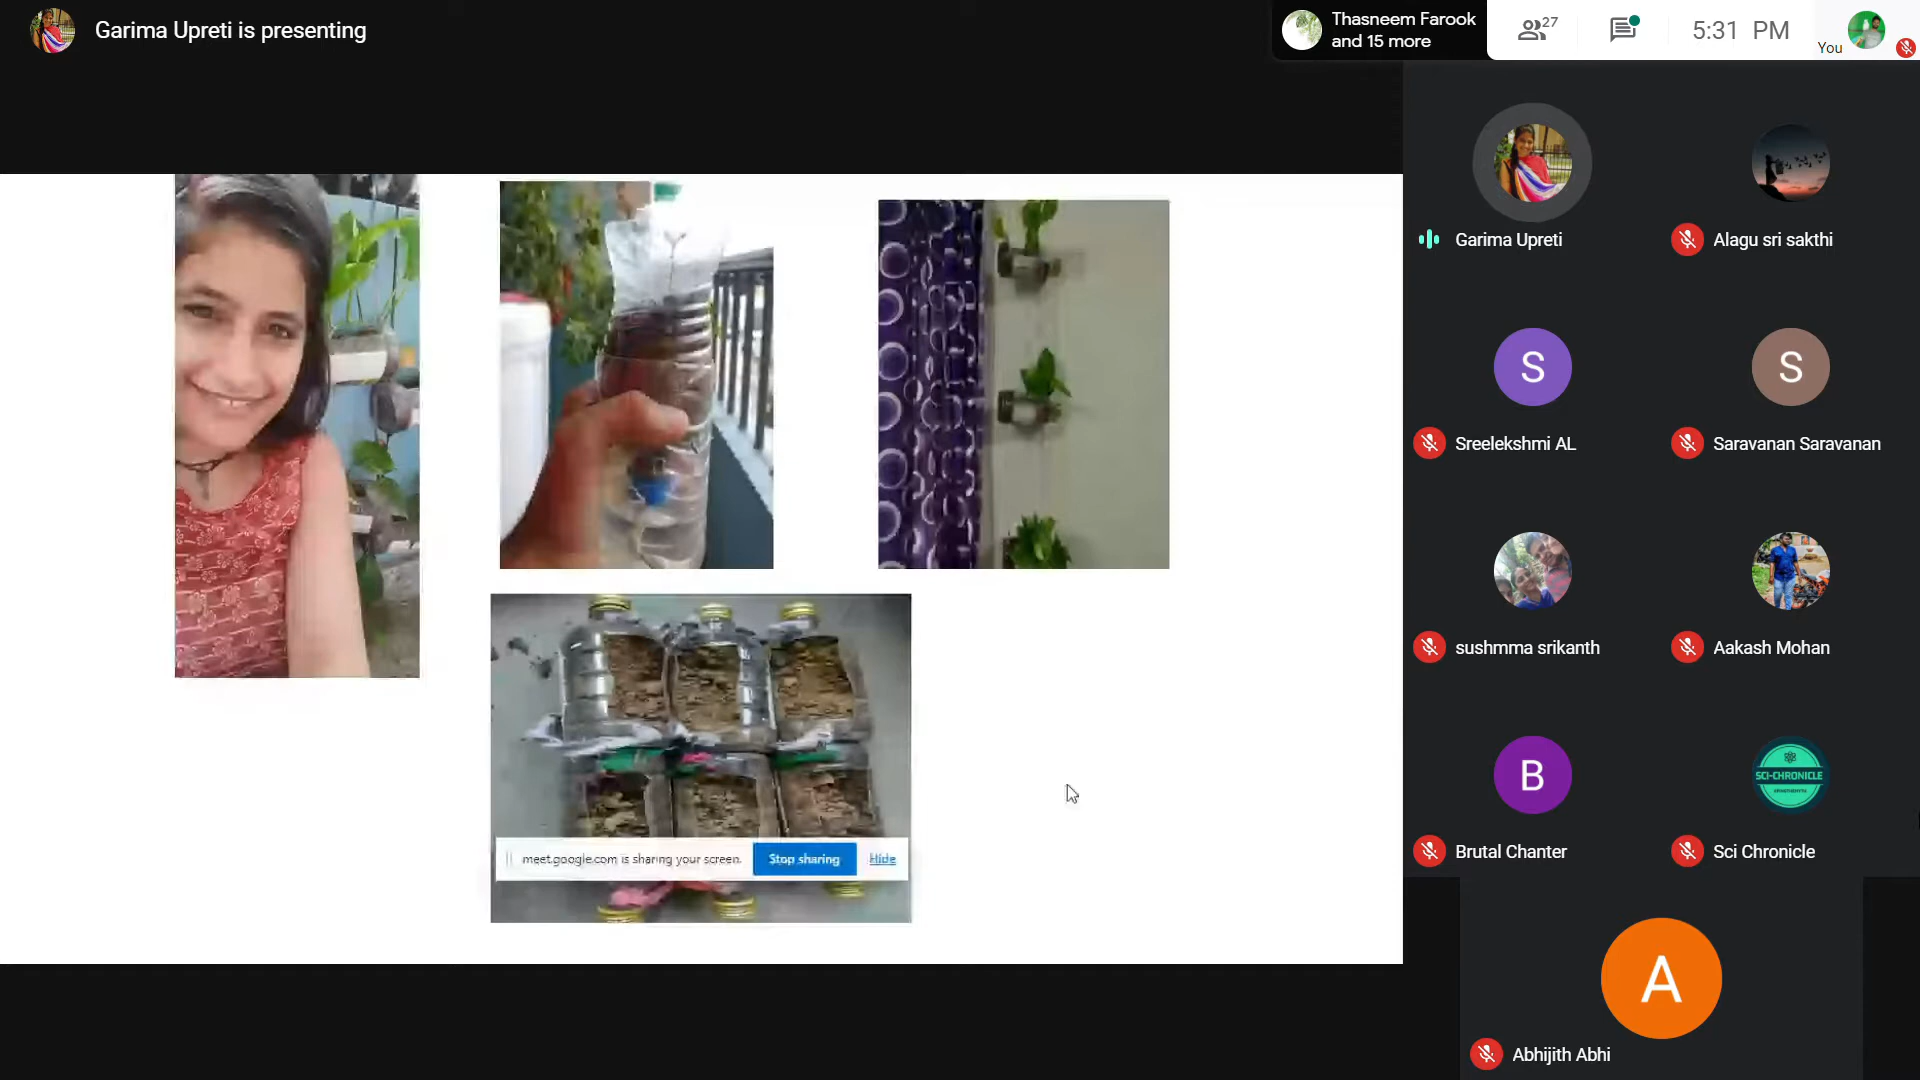 Garima Upreti is presenting
Thasneem Farook
and 15 more
27
5:31 PM
You
Garima Upreti
Alagu sri sakthi
S
S
Sreelekshmi AL
Saravanan Saravanan
sushmma srikanth
Aakash Mohan
B
SCI-CHRONICLE
Brutal Chanter
Sci Chronicle
meet.google.com is sharing your screen.
Stop sharing
Hide
A
Abhijith Abhi